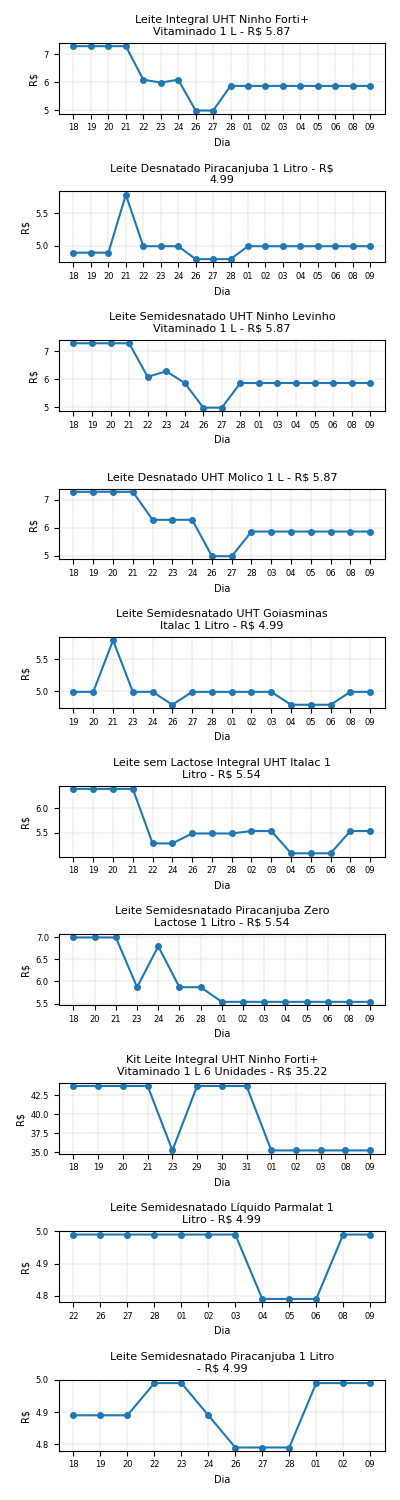 Leite Integral UHT Ninho Forti+
Vitaminado 1 L - R$ 5.87
R$
7
6
5
18 19 20 21 22 23 24 26 27 28 01 02 03 04 05 06 08 09
Dia
Leite Desnatado Piracanjuba 1 Litro - R$
4.99
R$
5.5
5.0
18 19 20 21 22 23 24 26 27 28 01 02 03 04 05 06 08 09
Dia
Leite Semidesnatado UHT Ninho Levinho
Vitaminado 1 L - R$ 5.87
R$
7
6
5
18 19 20 21 22 23 24 26 27 28 01 03 04 05 06 08 09
Dia
Leite Desnatado UHT Molico 1 L - R$ 5.87
R$
7
6
5
18 19 20 21 22 23 24 26 27 28 03 04 05 06 08 09
Dia
Leite Semidesnatado UHT Goiasminas
Italac 1 Litro - R$ 4.99
R$
5.5
5.0
19 20 21 23 24 26 27 28 01 02 03 04 05 06 08 09
Dia
Leite sem Lactose Integral UHT Italac 1
Litro - R$ 5.54
R$
6.0
5.5
18 19 20 21 22 24 26 27 28 02 03 04 05 06 08 09
Dia
Leite Semidesnatado Piracanjuba Zero
Lactose 1 Litro - R$ 5.54
R$
7.0
6.5
6.0
5.5
18 20 21 23 24 26 28 01 02 03 04 05 06 08 09
Dia
Kit Leite Integral UHT Ninho Forti+
Vitaminado 1 L 6 Unidades - R$ 35.22
R$
42.5
40.0
37.5
35.0
18 19 20 21 23 29 30 31 01 02 03 08 09
Dia
Leite Semidesnatado Líquido Parmalat 1
Litro - R$ 4.99
R$
5.0
4.9
4.8
22 26 27 28 01 02 03 04 05 06 08 09
Dia
Leite Semidesnatado Piracanjuba 1 Litro
- R$ 4.99
R$
5.0
4.9
4.8
18 19 20 22 23 24 26 27 28 01 02 09
Dia